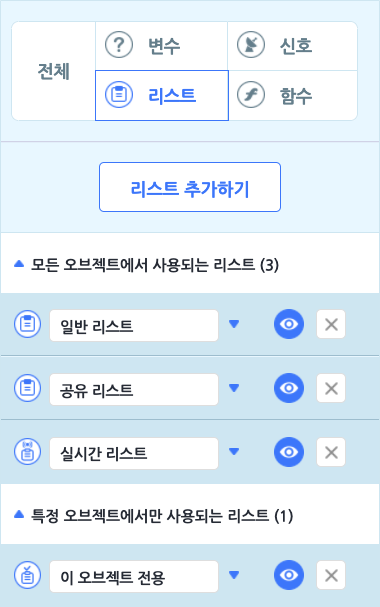 전체
변수
신호
리스트
함수
리스트 추가하기
모든 오브젝트에서 사용되는 리스트 (3)
일반 리스트
공유 리스트
실시간 리스트
특정 오브젝트에서만 사용되는 리스트 (1)
이 오브젝트 전용